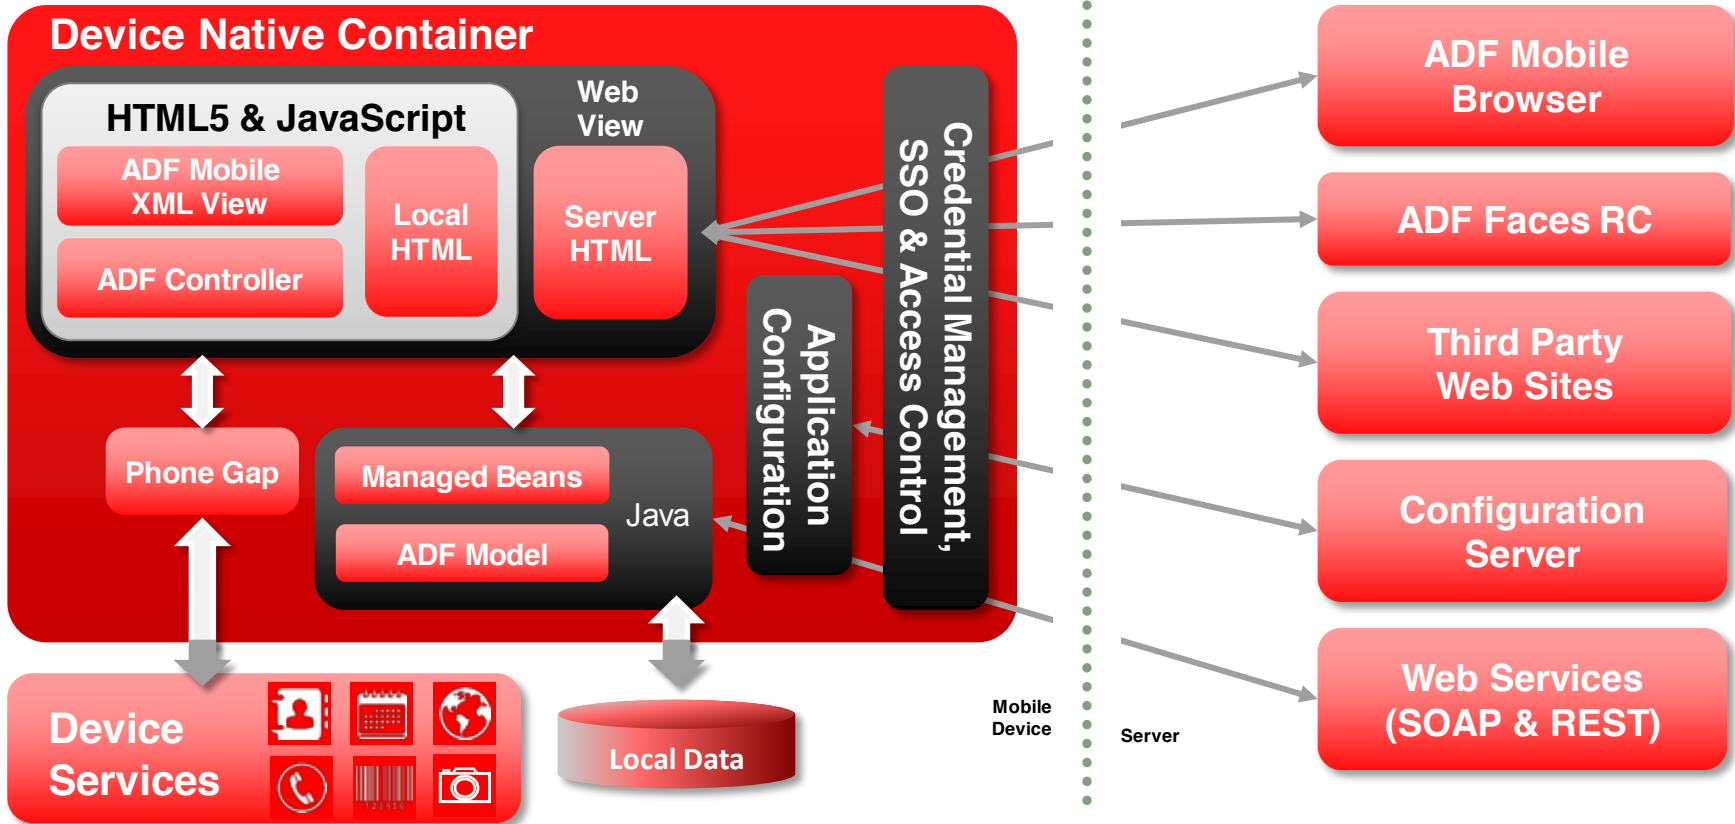 Device Native Container
Web
View
HTML5 & JavaScript
ADF Mobile
XML View
ADF Controller
Local
HTML
Server
HTML
Application
Configuration
Credential Management,
SSO & Access Control
Phone Gap
Managed Beans
ADF Model
Java
Device
Services
123456
Local Data
Mobile
Device
Server
ADF Mobile
Browser
ADF Faces RC
Third Party
Web Sites
Configuration
Server
Web Services
(SOAP & REST)